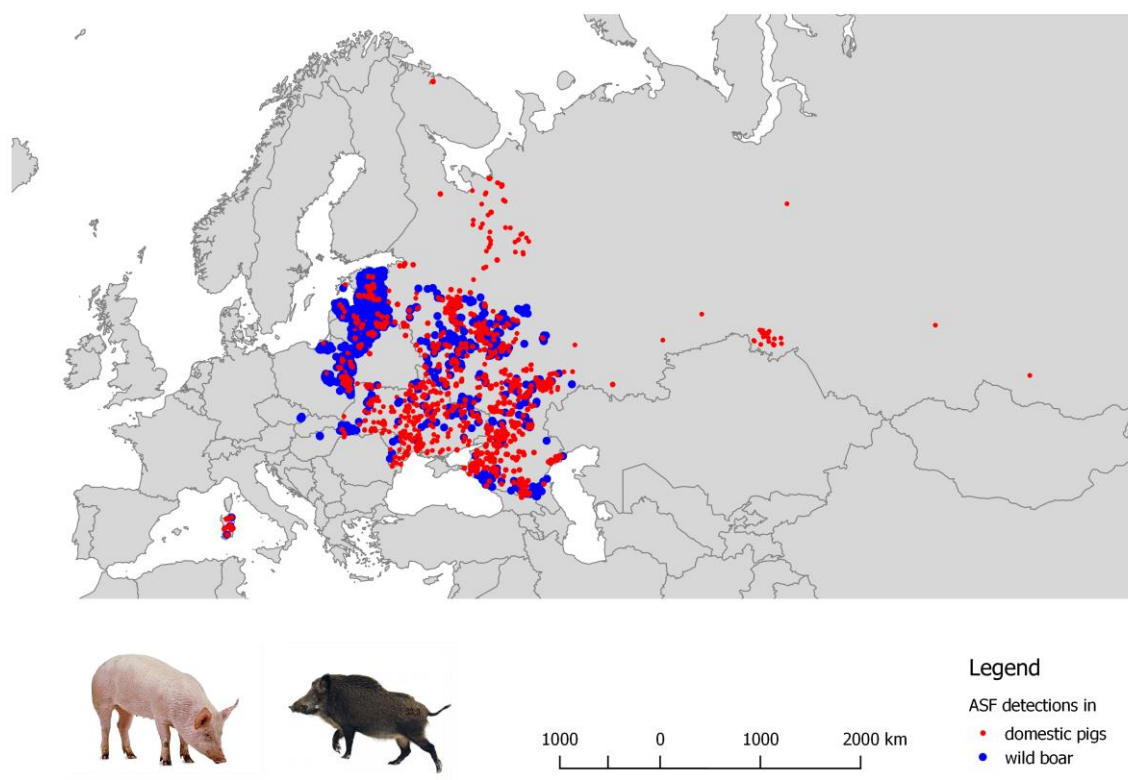 Legend
ASF detections in
domestic pigs
wild boar
1000 0 1000 2000 km